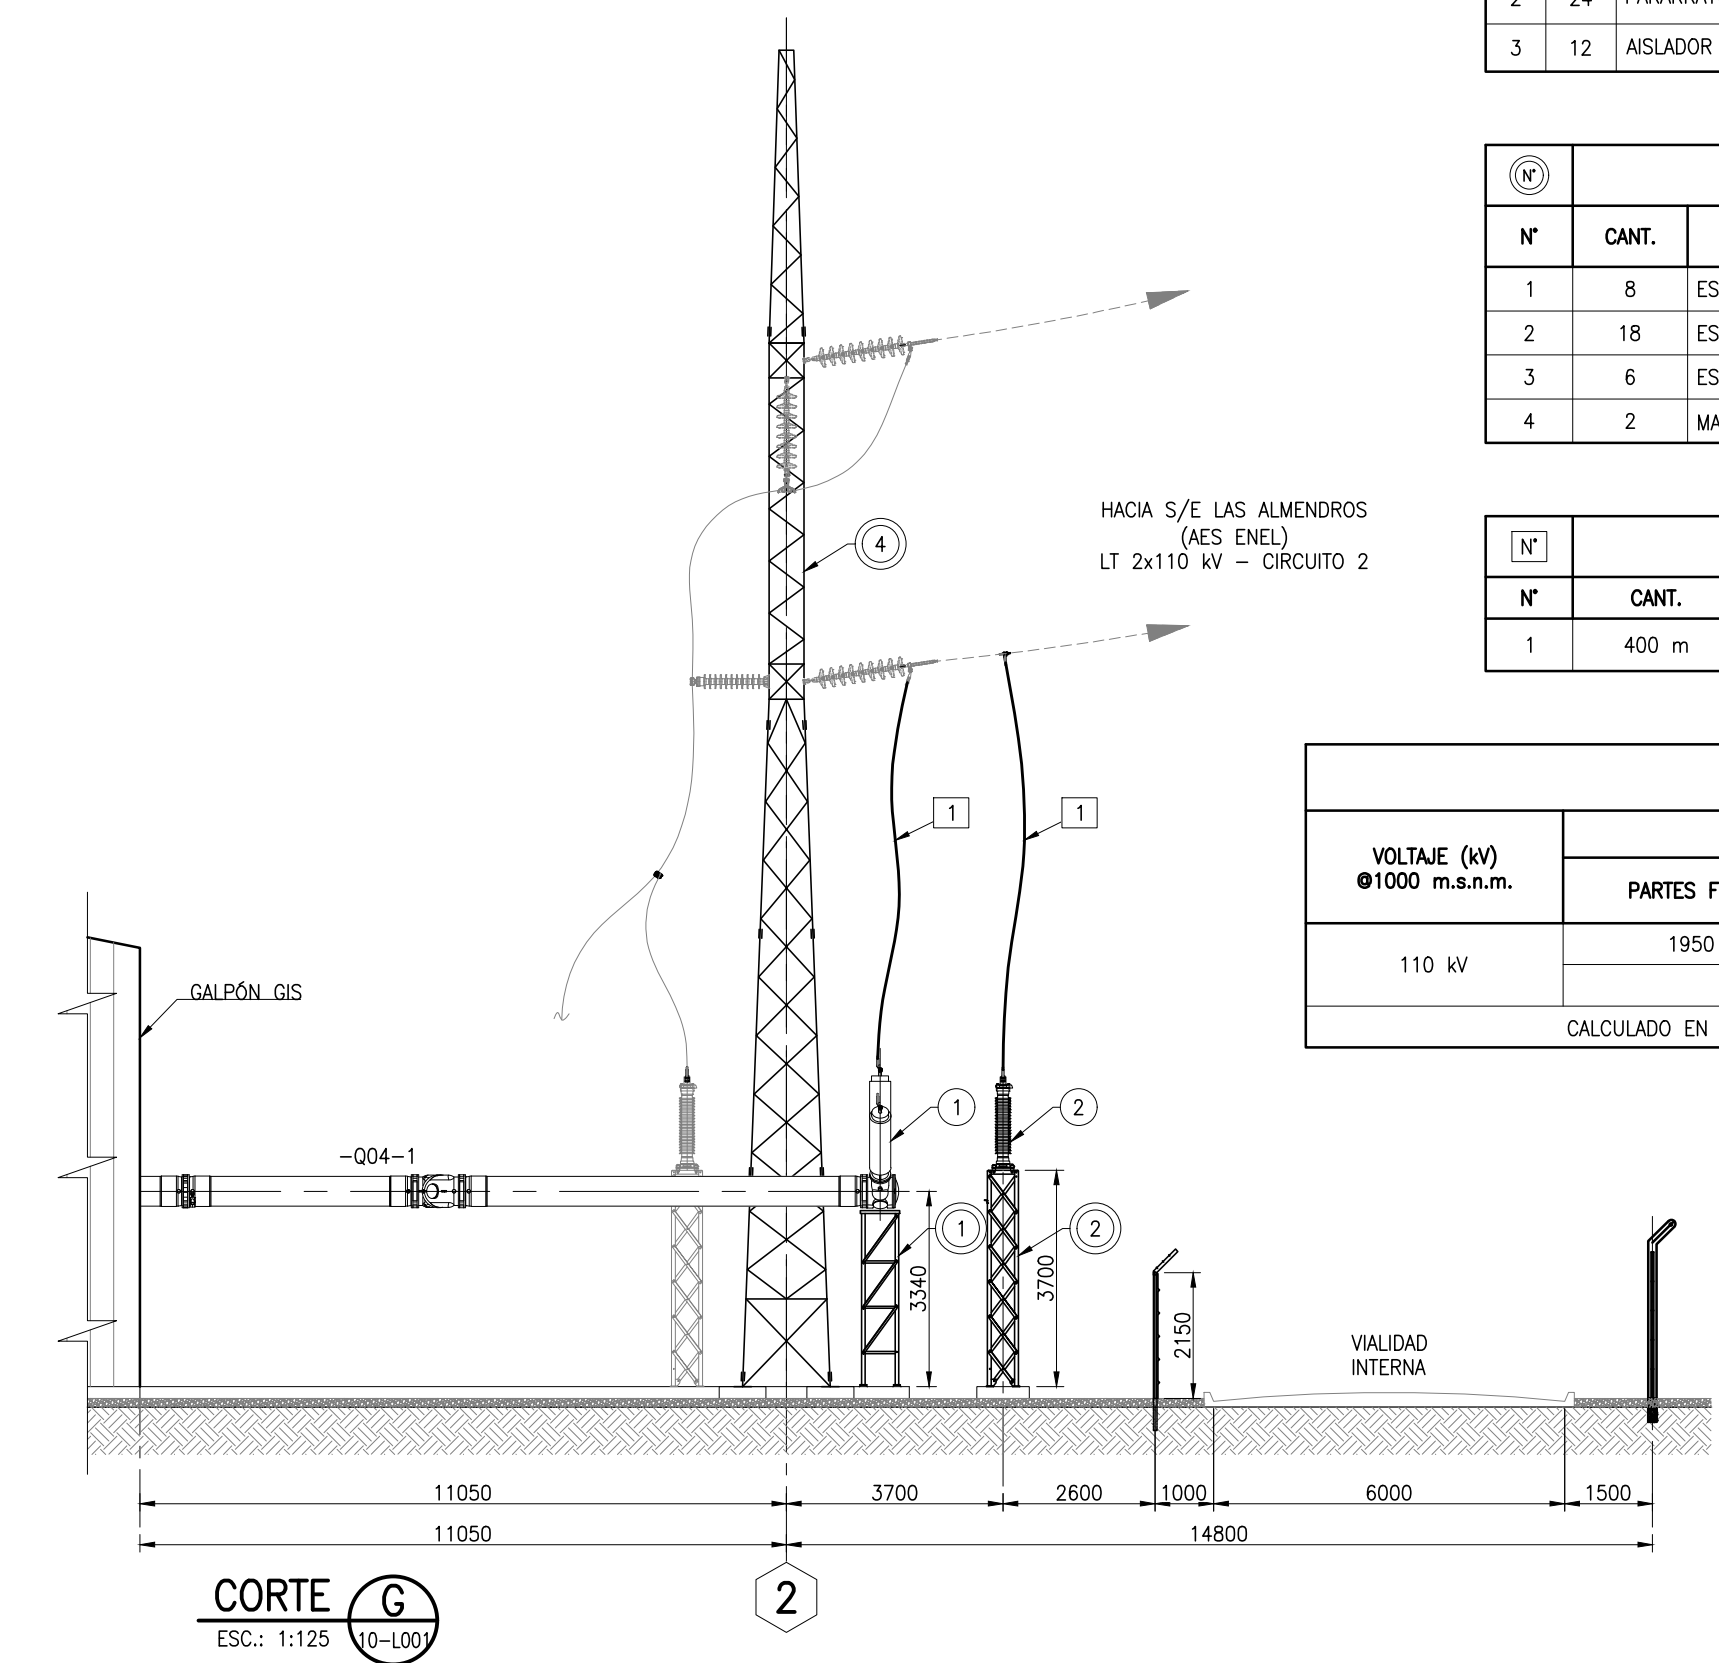 2 24
3 12 AISLADOR
N°
N° CANT.
1 8 ES
2 18 ES
3 6 ES
4 2 MA
HACIA S/E LAS ALMENDROS
(AES ENEL)
LT 2x110 kV – CIRCUITO 2
4
N°
N° CANT.
1 400 m
1
1
VOLTAJE (kV)
@1000 m.s.n.m.
PARTES F
1950
110 kV
CALCULADO EN
GALPÓN GIS
-Q04-1
1
2
1
2
3340
3700
2150
VIALIDAD
INTERNA
11050 3700 2600 1000 6000 1500
11050 14800
2
CORTE G
ESC.: 1:125 10-L001